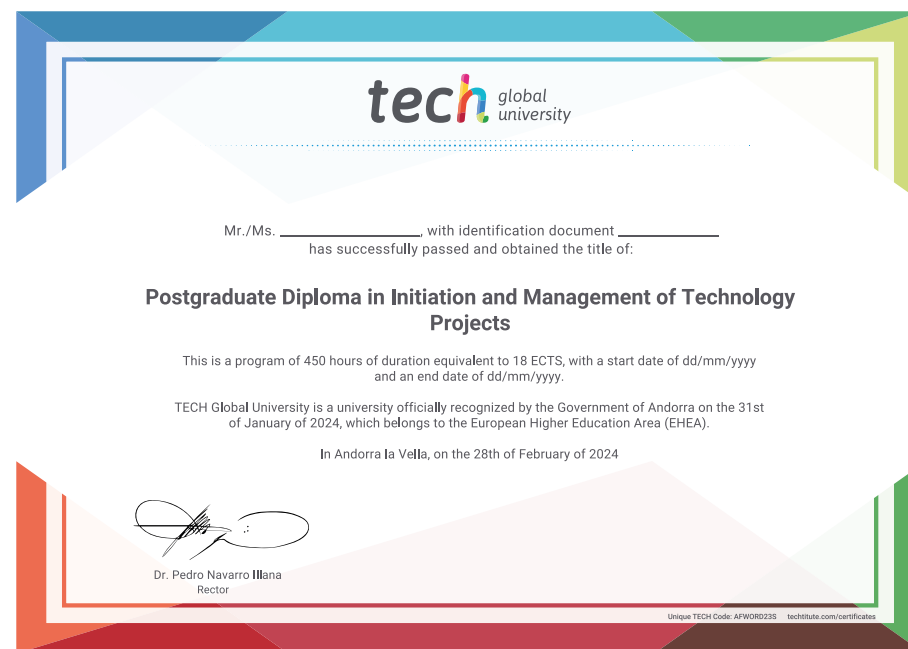 tech global university
Mr./Ms. ____________________, with identification document ______________
has successfully passed and obtained the title of:
Postgraduate Diploma in Initiation and Management of Technology
Projects
This is a program of 450 hours of duration equivalent to 18 ECTS, with a start date of dd/mm/yyyy
and an end date of dd/mm/yyyy.
TECH Global University is a university officially recognized by the Government of Andorra on the 31st
of January of 2024, which belongs to the European Higher Education Area (EHEA).
In Andorra la Vella, on the 28th of February of 2024
Dr. Pedro Navarro Illana
Rector
Unique TECH Code: AFWORD23S techtitute.com/certificates